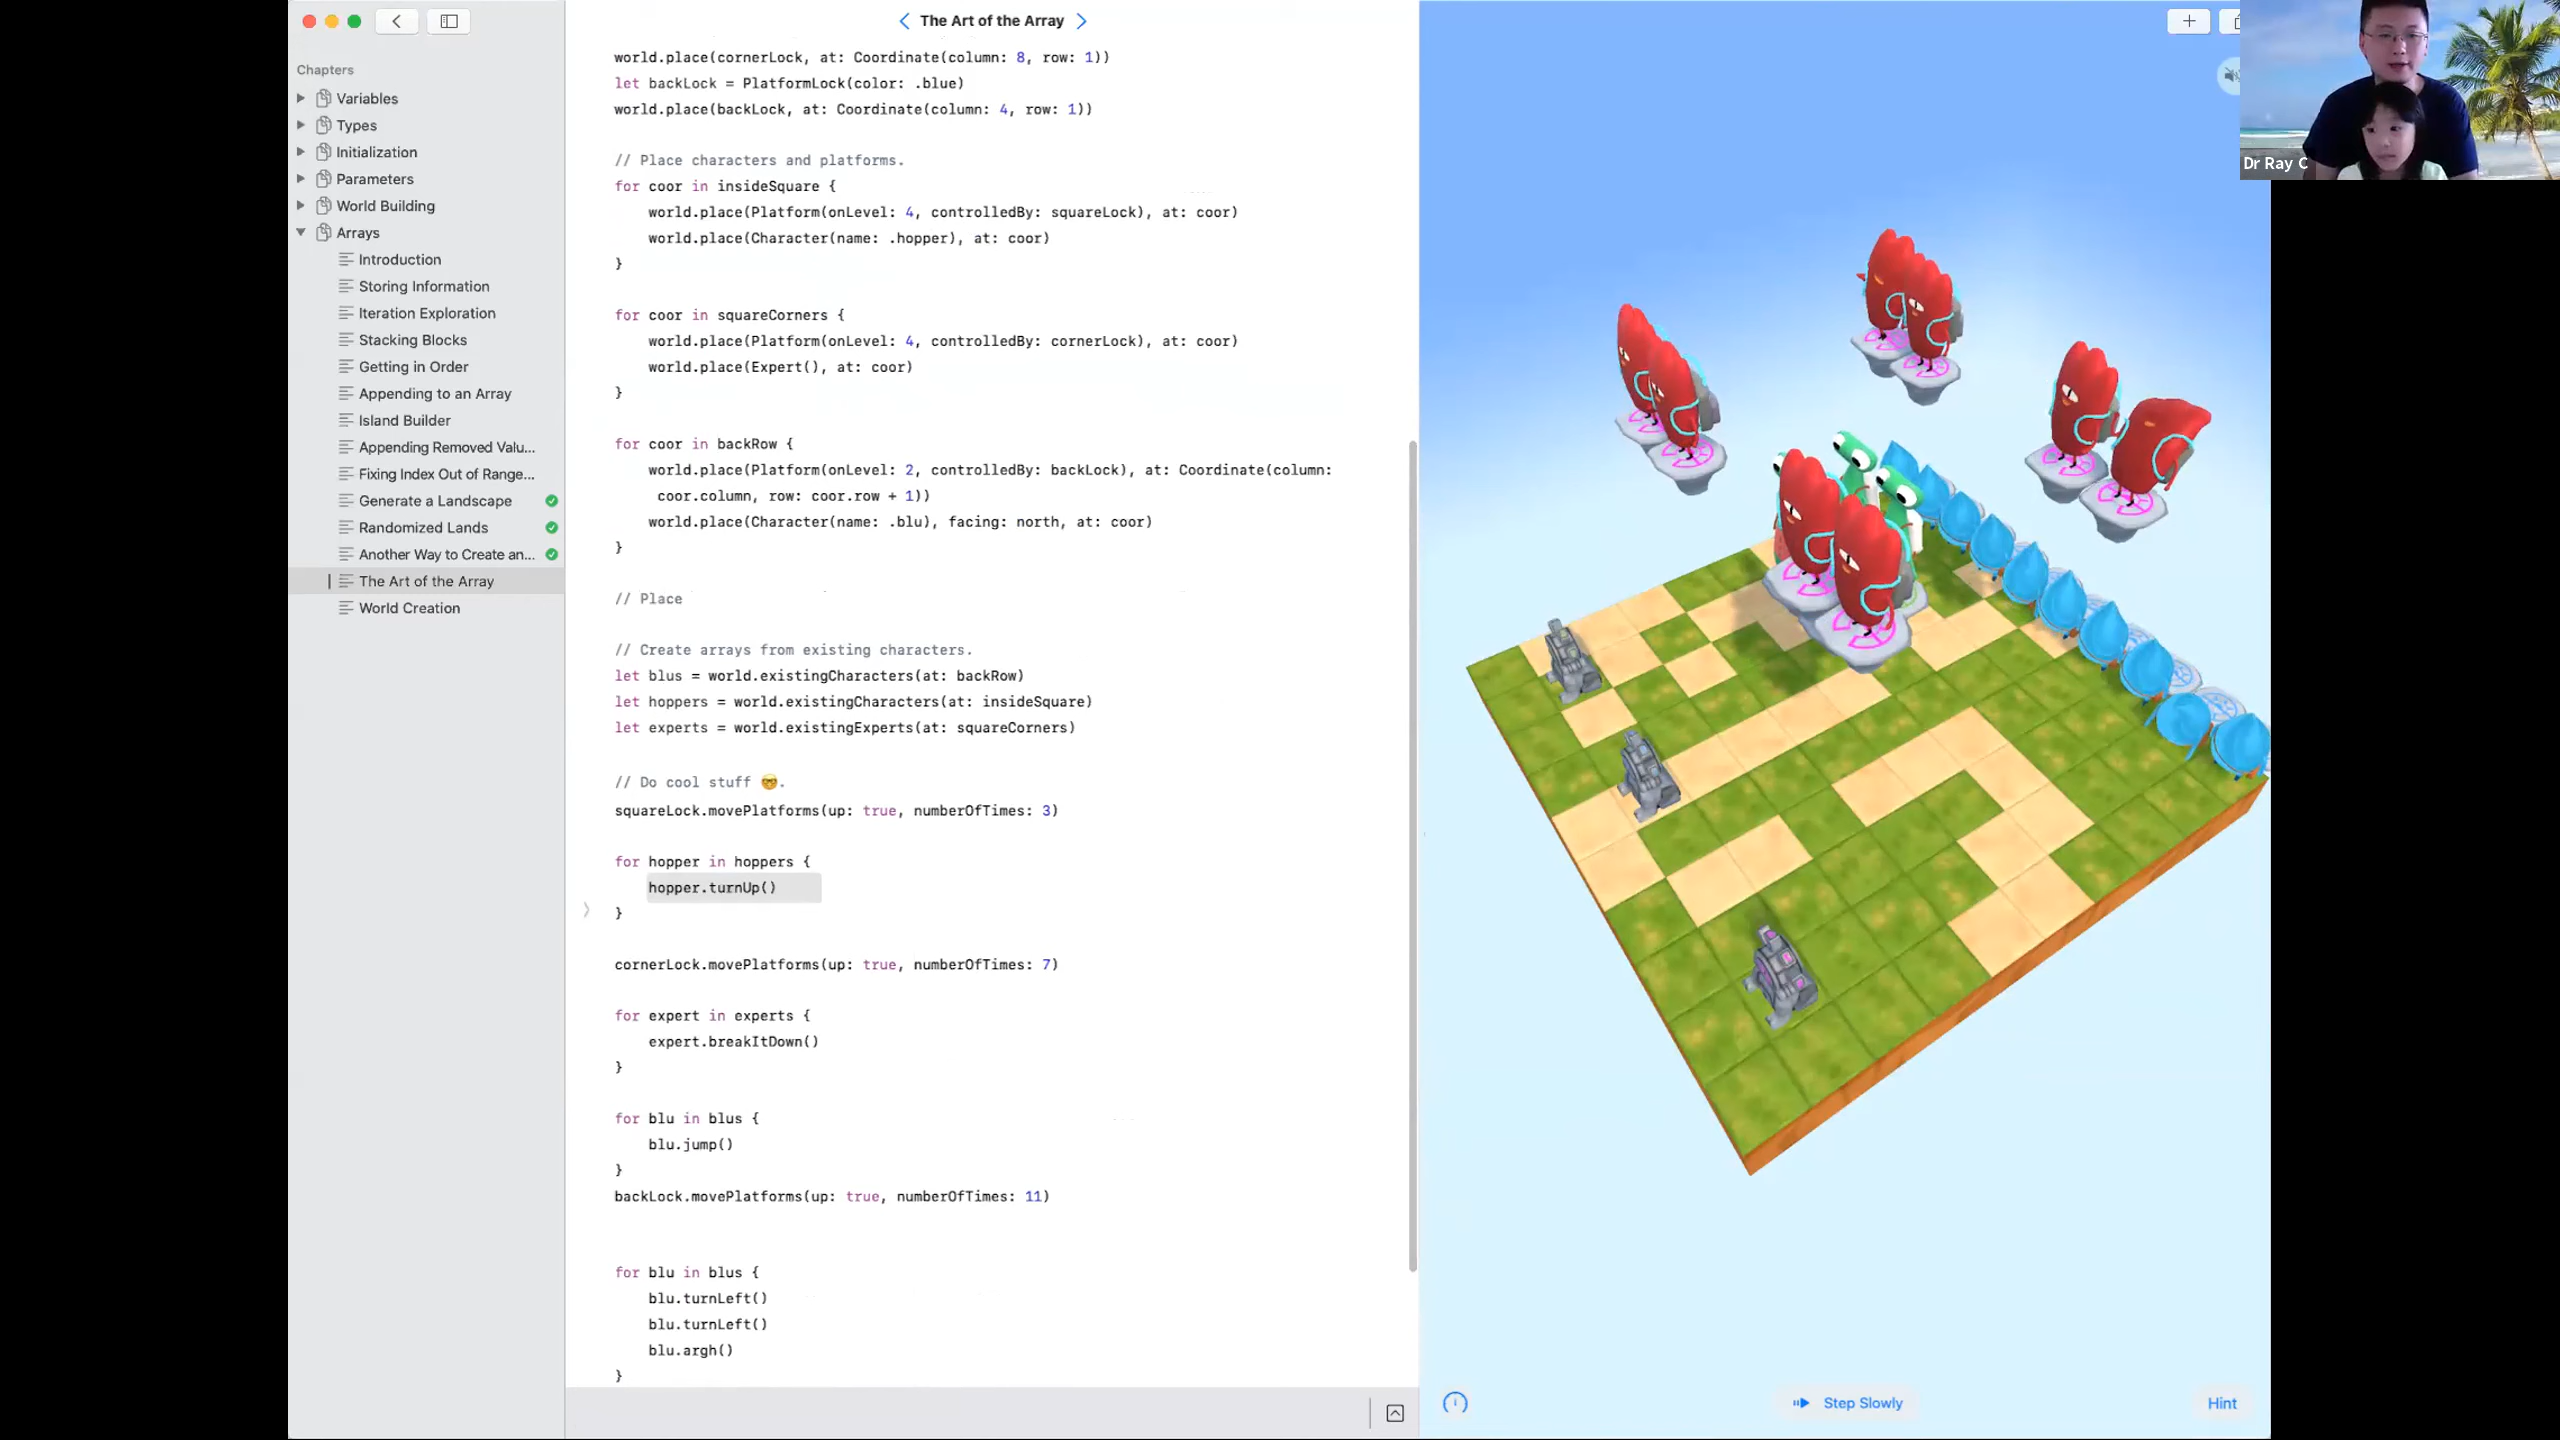 Chapters
Variables
Types
Initialization
Parameters
World Building
Arrays
Introduction
Storing Information
Iteration Exploration
Stacking Blocks
Getting in Order
Appending to an Array
Island Builder
Appending Removed Valu...
Fixing Index Out of Range...
Generate a Landscape
Randomized Lands
Another Way to Create an...
The Art of the Array
World Creation
The Art of the Array
world.place(cornerLock, at: Coordinate(column: 8, row: 1))
let backLock = PlatformLock(color: .blue)
world.place(backLock, at: Coordinate(column: 4, row: 1))
// Place characters and platforms.
for coor in insideSquare {
world.place(Platform(onLevel: 4, controlledBy: squareLock), at: coor)
world.place(Character(name: .hopper), at: coor)
}
for coor in squareCorners {
world.place(Platform(onLevel: 4, controlledBy: cornerLock), at: coor)
world.place(Expert(), at: coor)
}
for coor in backRow {
world.place(Platform(onLevel: 2, controlledBy: backLock), at: Coordinate(column:
coor.column, row: coor.row + 1))
world.place(Character(name: .blu), facing: north, at: coor)
}
// Place
// Create arrays from existing characters.
let blus = world.existingCharacters(at: backRow)
let hoppers = world.existingCharacters(at: insideSquare)
let experts = world.existingExperts(at: squareCorners)
// Do cool stuff 🤓.
squareLock.movePlatforms(up: true, numberOfTimes: 3)
for hopper in hoppers {
hopper.turnUp()
}
cornerLock.movePlatforms(up: true, numberOfTimes: 7)
for expert in experts {
expert.breakItDown()
}
for blu in blus {
blu.jump()
}
backLock.movePlatforms(up: true, numberOfTimes: 11)
for blu in blus {
blu.turnLeft()
blu.turnLeft()
blu.argh()
}
Dr Ray C
Step Slowly
Hint